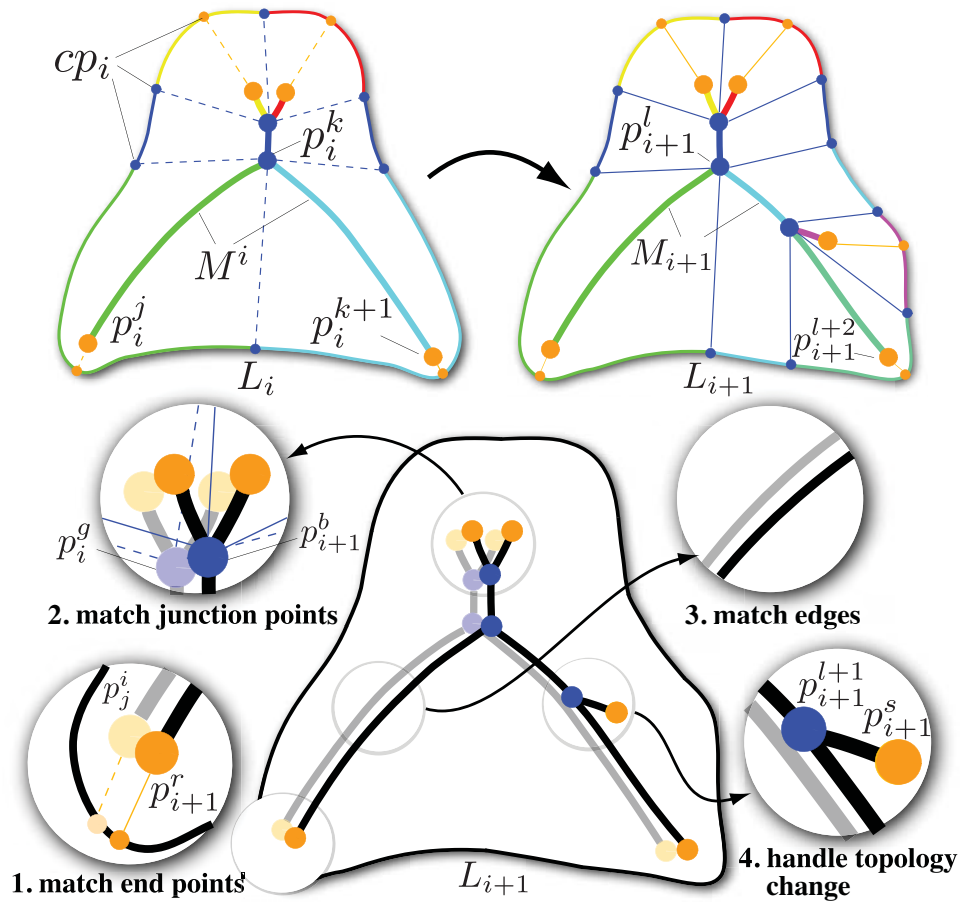 cp_i
p_i^k
M^i
p_i^j
p_i^{k+1}
L_i
p_{i+1}^l
M_{i+1}
p_{i+1}^{l+2}
L_{i+1}
p_i^g
p_{i+1}^b
2. match junction points
3. match edges
p_j^i
p_{i+1}^r
1. match end points
p_{i+1}^{l+1}
p_{i+1}^s
4. handle topology
change
L_{i+1}